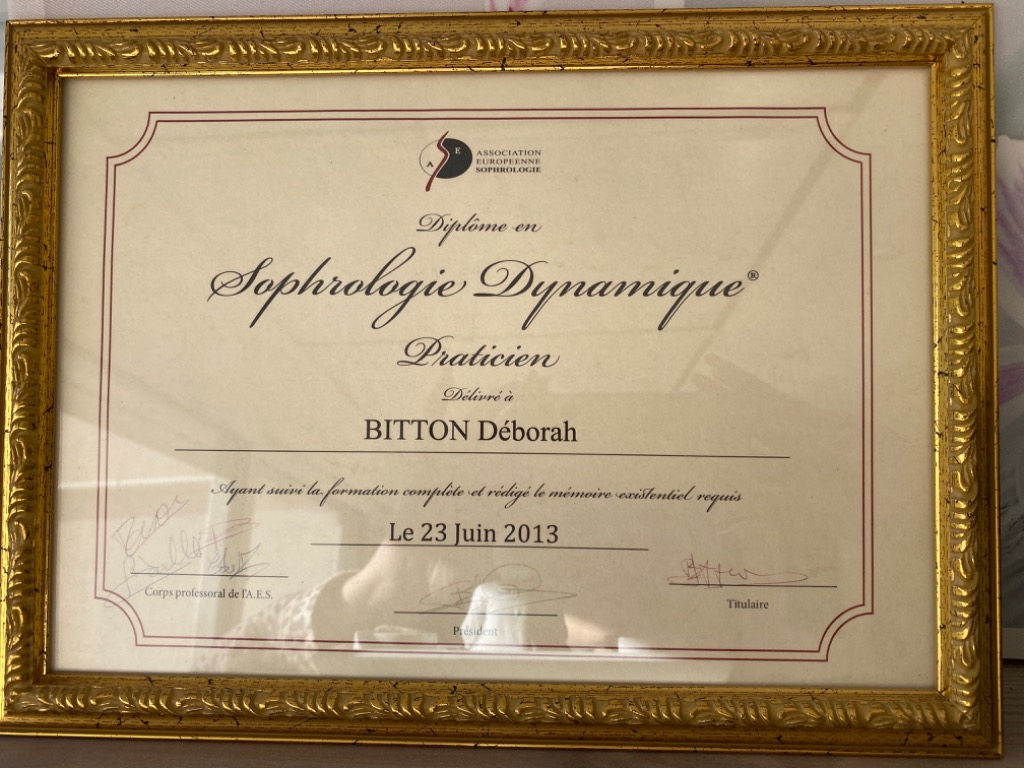 A E
ASSOCIATION
EUROPEENNE
SOPHROLOGIE
Diplôme en
Sophrologie Dynamique®
Praticien
Délivré à
BITTON Déborah
Ayant suivi la formation complète et rédigé le mémoire existentiel requis
Le 23 Juin 2013
Corps professoral de l'A.E.S.
Président
Titulaire